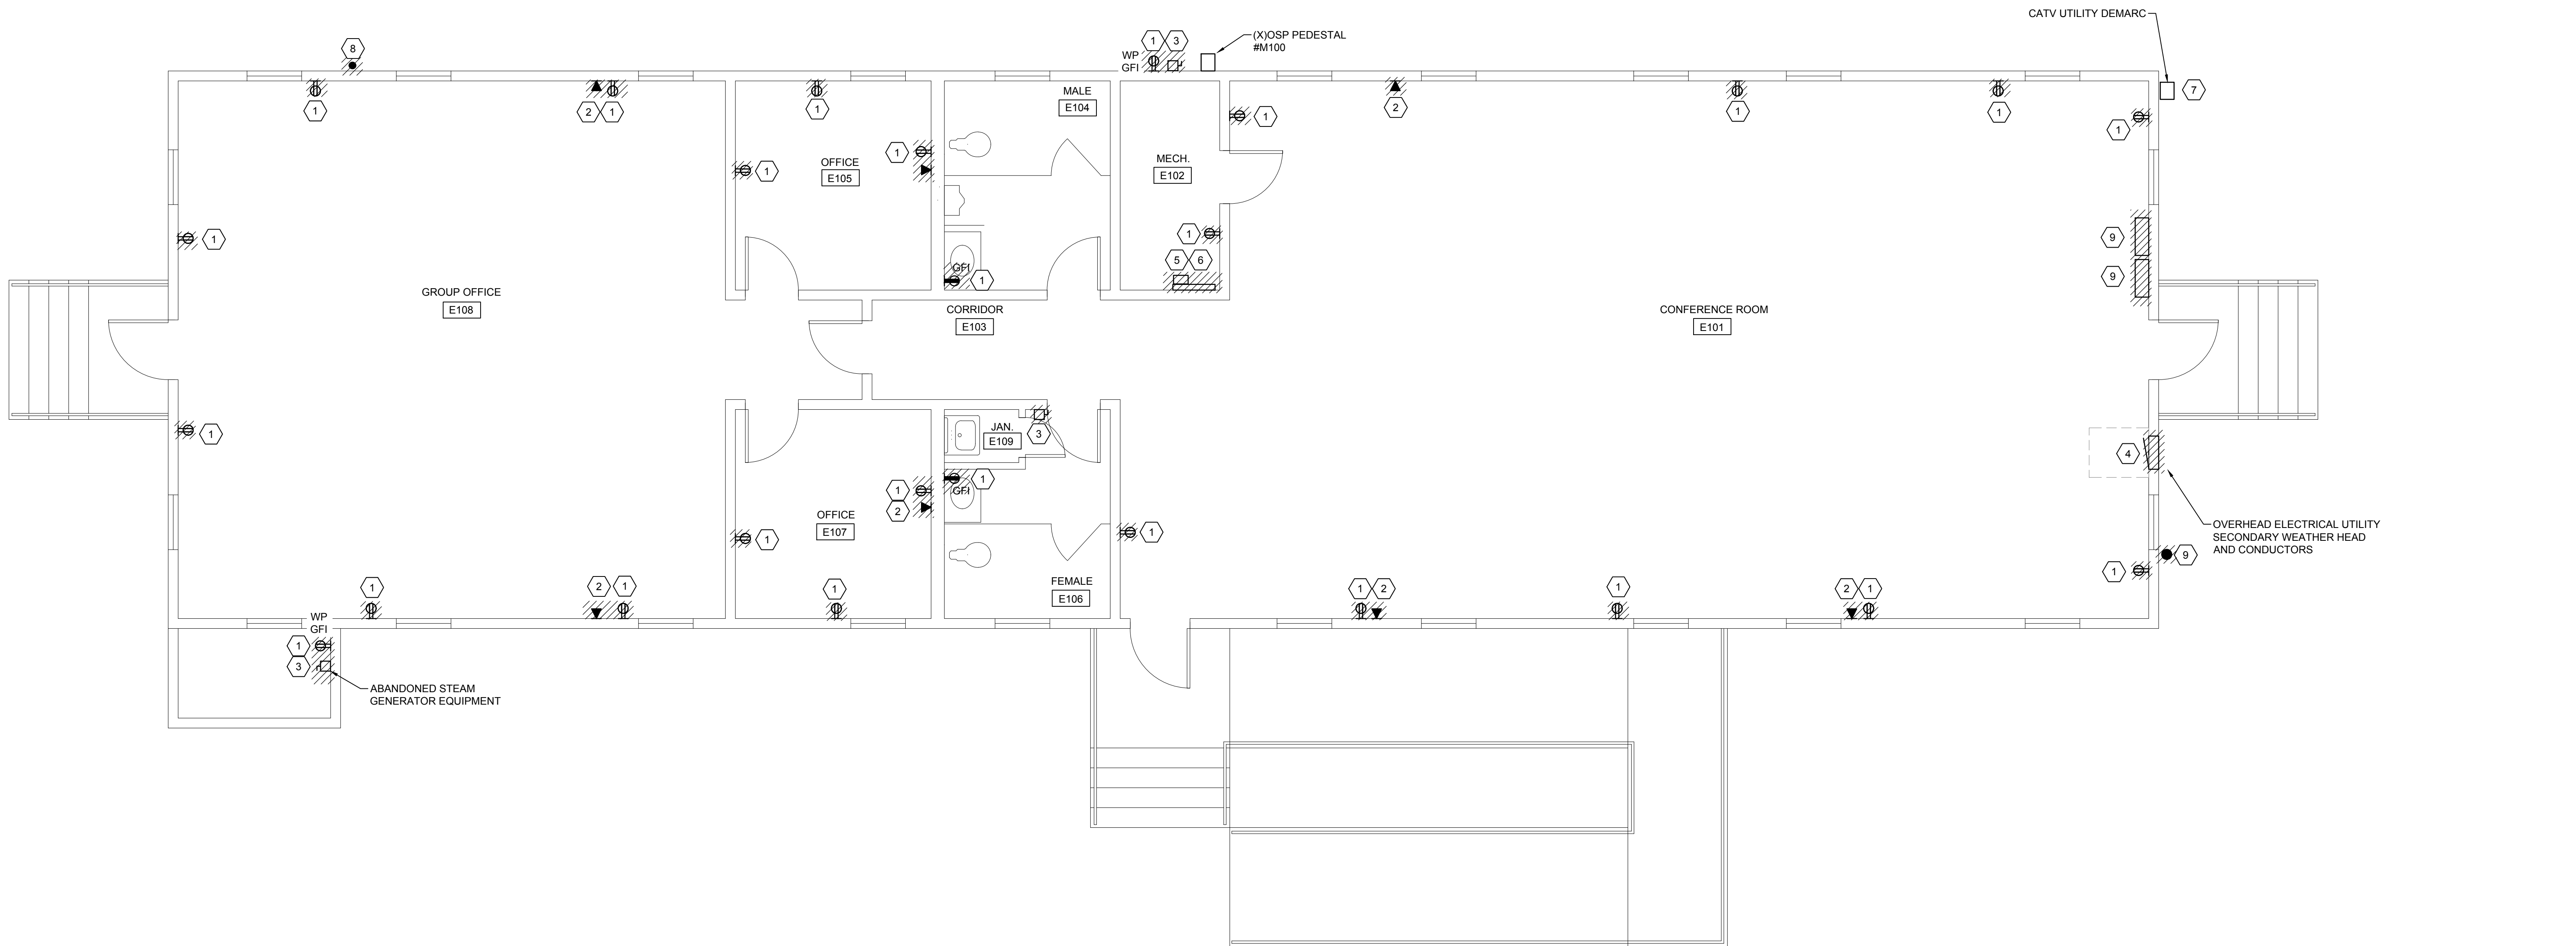 CATV UTILITY DEMARC
(X)OSP PEDESTAL
#M100
1 3
WP
GFI
8
7
1
2 1
1
MALE
E104
1
2
1
1
1
1
OFFICE
E105
1
MECH.
E102
1
1
1
5 6
GFI
1
9
9
GROUP OFFICE
E108
CORRIDOR
E103
CONFERENCE ROOM
E101
1
JAN.
E109
3
4
1
2
GFI
1
OFFICE
E107
1
1
OVERHEAD ELECTRICAL UTILITY
SECONDARY WEATHER HEAD
AND CONDUCTORS
9
1
FEMALE
E106
1
2 1
1
1 2
1
2 1
WP
GFI
1
3
ABANDONED STEAM
GENERATOR EQUIPMENT